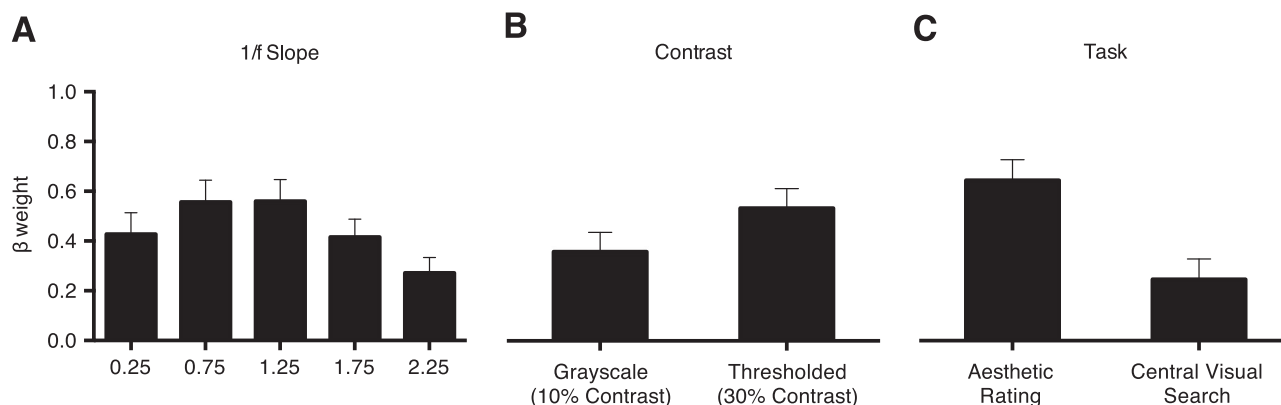 A
1/f Slope
β weight
1.0
0.8
0.6
0.4
0.2
0.0
0.25 0.75 1.25 1.75 2.25
B
Contrast
Grayscale
(10% Contrast)
Thresholded
(30% Contrast)
C
Task
Aesthetic
Rating
Central Visual
Search